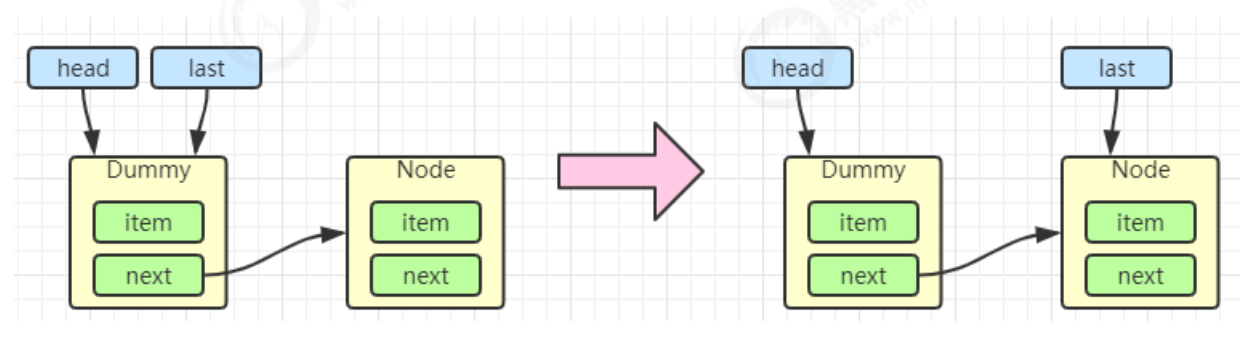 head last head last
Dummy Node Dummy Node
item item item item
next next next next